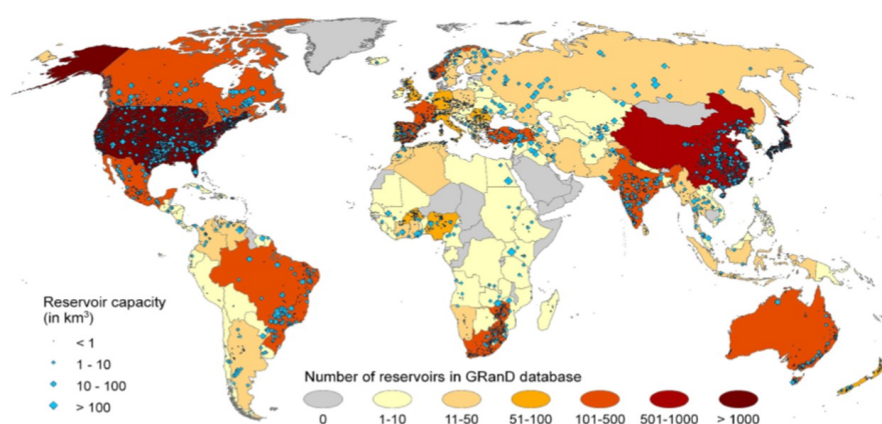 Reservoir capacity
(in km³)
< 1
1 - 10
10 - 100
> 100
Number of reservoirs in GRanD database
0 1-10 11-50 51-100 101-500 501-1000 > 1000